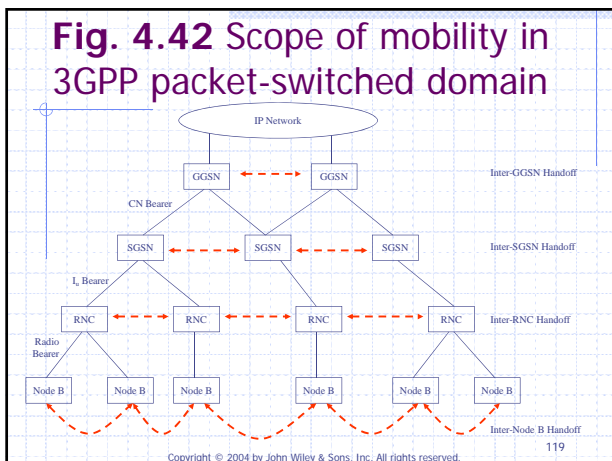 Fig. 4.42 Scope of mobility in
3GPP packet-switched domain
IP Network
GGSN GGSN Inter-GGSN Handoff
CN Bearer
SGSN SGSN SGSN Inter-SGSN Handoff
Iu Bearer
RNC RNC RNC RNC Inter-RNC Handoff
Radio
Bearer
Node B Node B Node B Node B Node B Node B
Inter-Node B Handoff
119
Copyright © 2004 by John Wiley & Sons, Inc. All rights reserved.